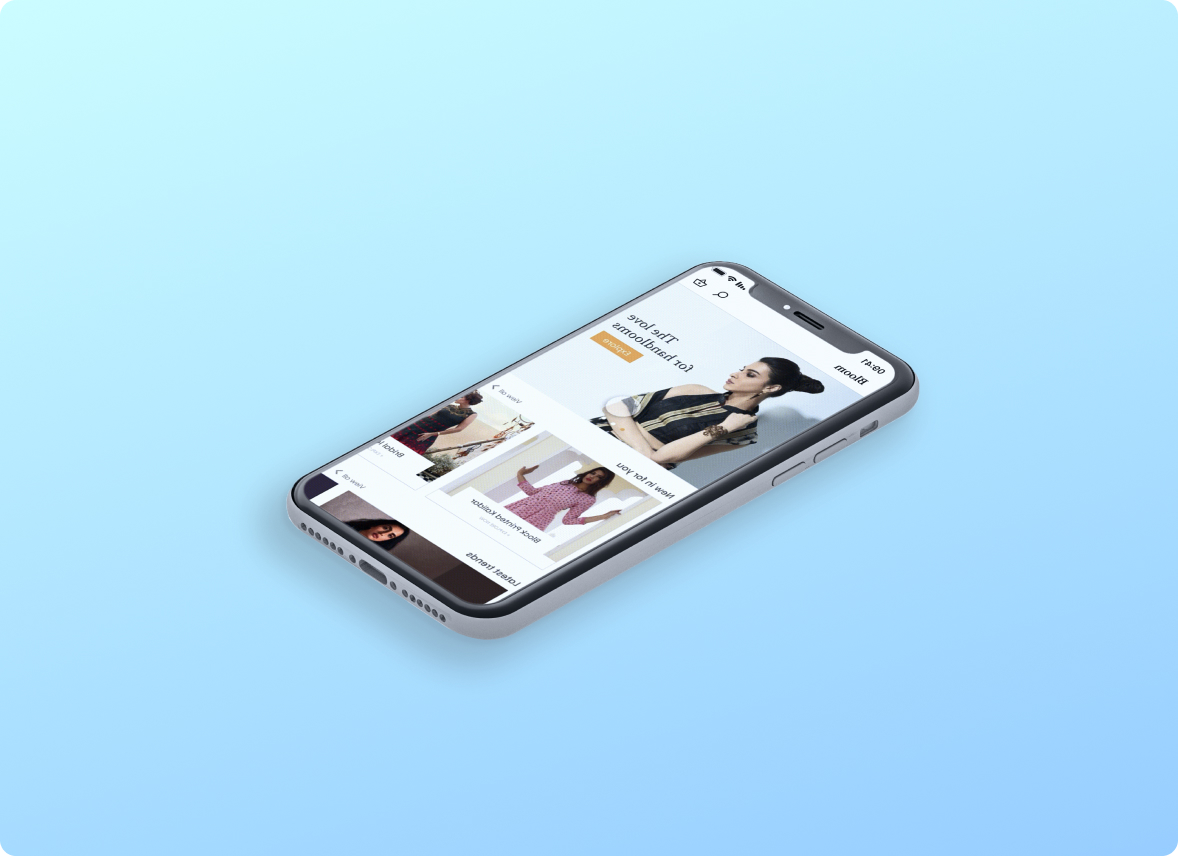 09:41
Bloom
The love
for handlooms
Explore
New in for you
View all
Block Printed Kalidar
Bridal
Latest trends
View all